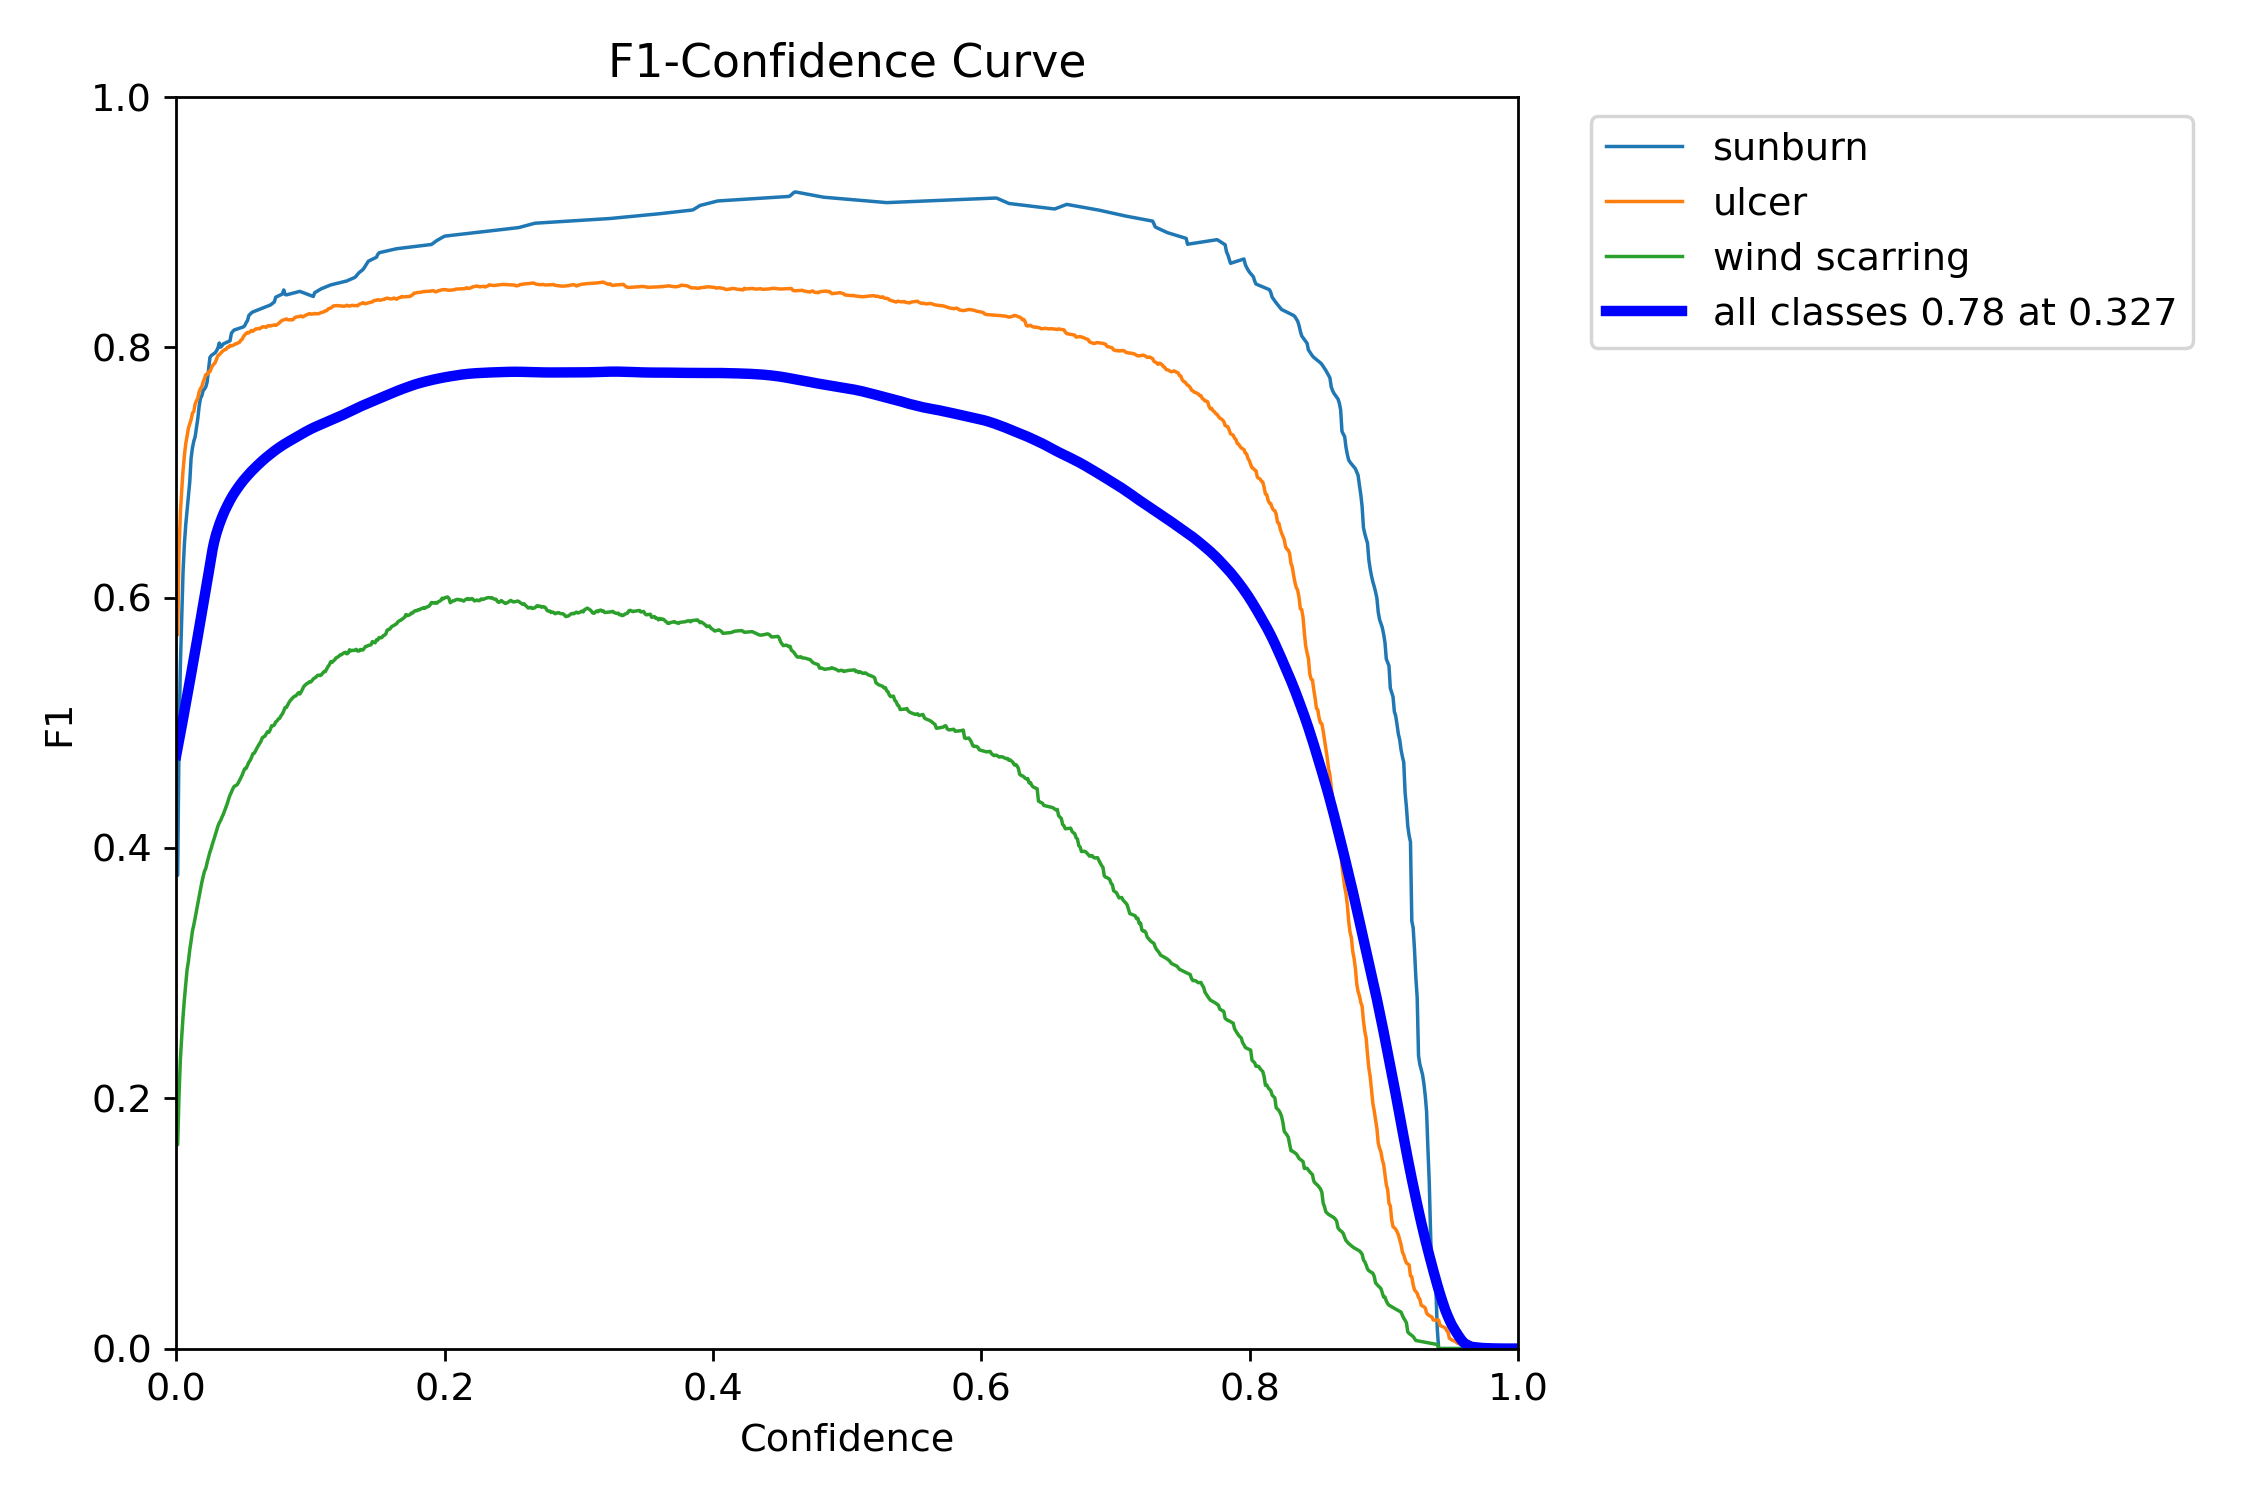 F1-Confidence Curve
1.0
0.8
0.6
0.4
0.2
0.0
F1
0.0 0.2 0.4 0.6 0.8 1.0
Confidence
sunburn
ulcer
wind scarring
all classes 0.78 at 0.327